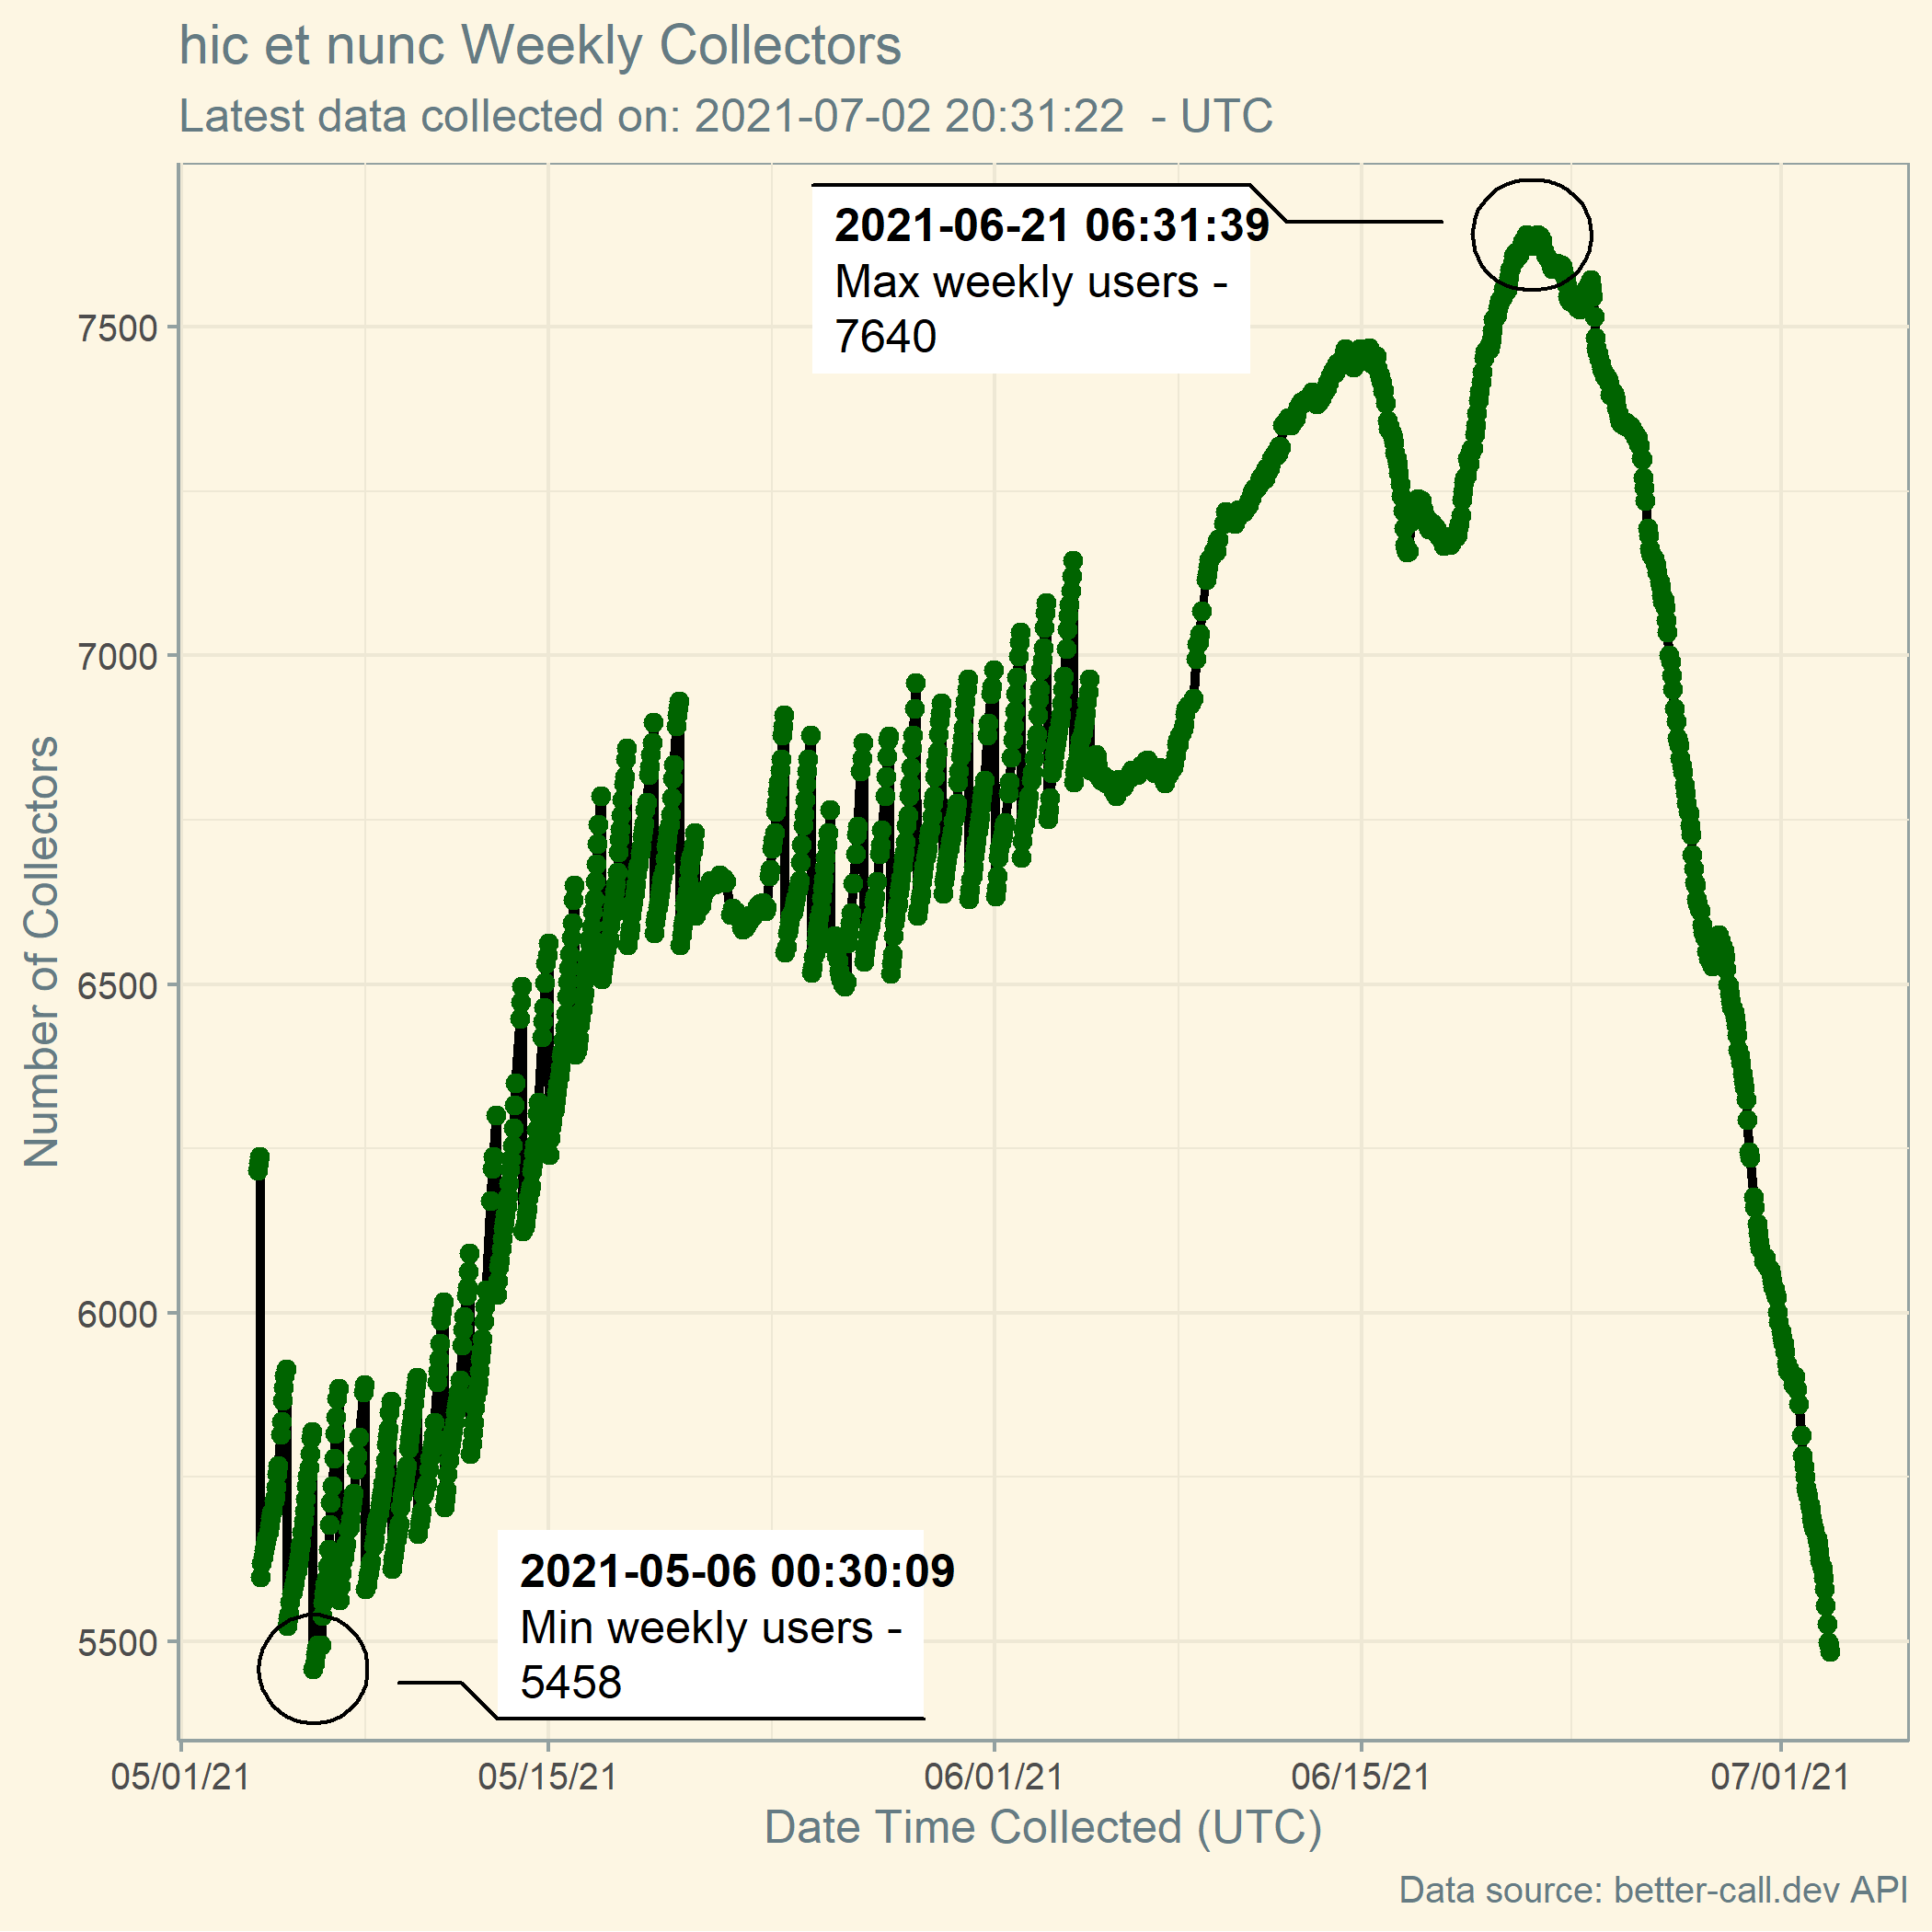 hic et nunc Weekly Collectors
Latest data collected on: 2021-07-02 20:31:22  - UTC
2021-06-21 06:31:39
Max weekly users -
7640
7500
7000
6500
6000
5500
Number of Collectors
2021-05-06 00:30:09
Min weekly users -
5458
05/01/21
05/15/21
06/01/21
06/15/21
07/01/21
Date Time Collected (UTC)
Data source: better-call.dev API